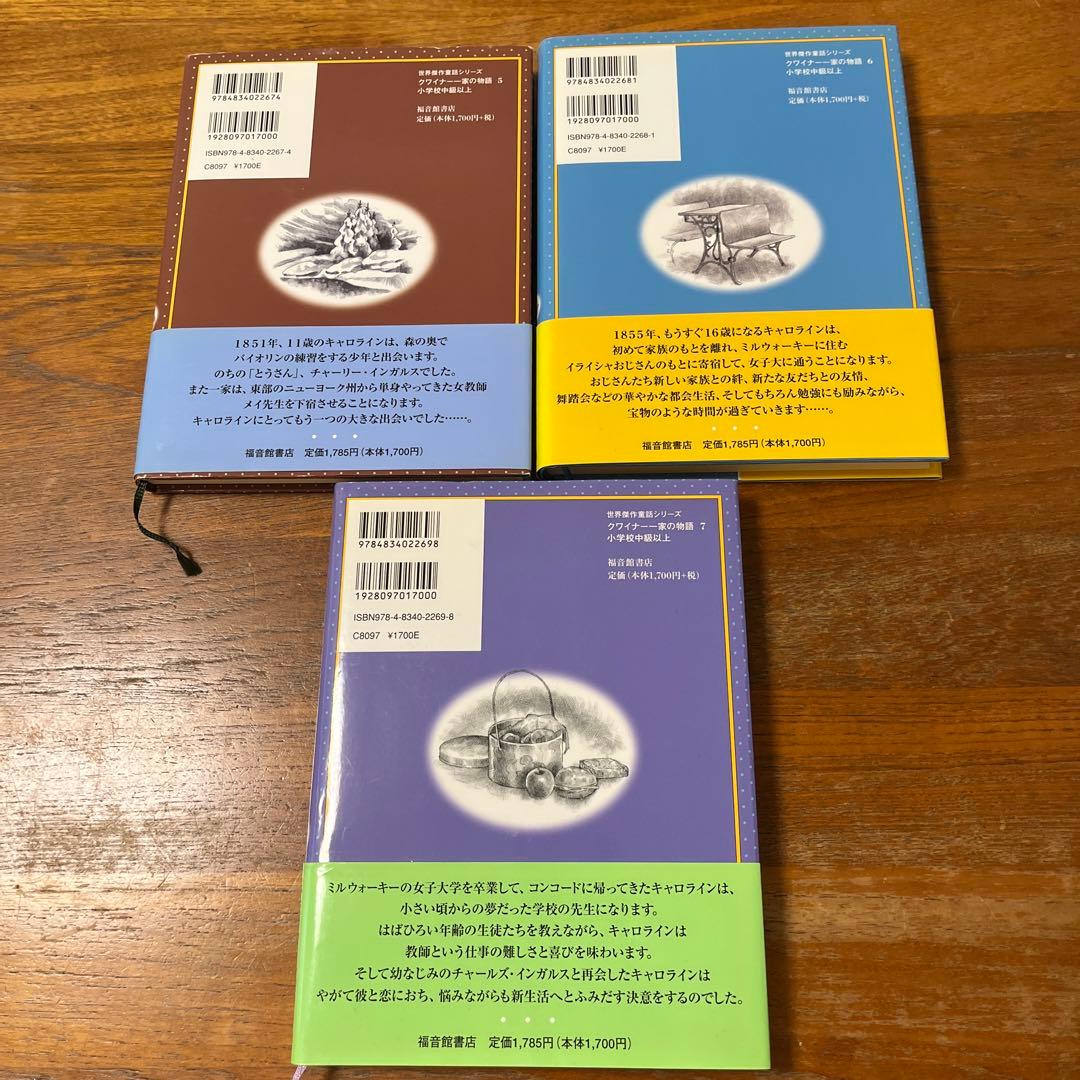 9784834022674
1928097017000
ISBN978-4-8340-2267-4
C8097 ¥1700E
世界傑作童話シリーズ
クワイナー一家の物語 5
小学校中級以上
福音館書店
定価(本体1,700円+税)
1851年、11歳のキャロラインは、森の奥で
バイオリンの練習をする少年と出会います。
のちの「とうさん」、チャーリー・インガルスでした。
また一家は、東部のニューヨーク州から単身やってきた女教師
メイ先生を下宿させることになります。
キャロラインにとってもう一つの大きな出会いでした……。
福音館書店 定価1,785円(本体1,700円)
9784834022681
1928097017000
ISBN978-4-8340-2268-1
C8097 ¥1700E
世界傑作童話シリーズ
クワイナー一家の物語 6
小学校中級以上
福音館書店
定価(本体1,700円+税)
1855年、もうすぐ16歳になるキャロラインは、
初めて家族のもとを離れ、ミルウォーキーに住む
イライシャおじさんのもとに寄宿して、女子大に通うことになります。
おじさんたち新しい家族との絆、新たな友だちとの友情、
舞踏会などの華やかな都会生活、そしてもちろん勉強にも励みながら、
宝物のような時間が過ぎていきます……。
福音館書店 定価1,785円(本体1,700円)
9784834022698
1928097017000
ISBN978-4-8340-2269-8
C8097 ¥1700E
世界傑作童話シリーズ
クワイナー一家の物語 7
小学校中級以上
福音館書店
定価(本体1,700円+税)
ミルウォーキーの女子大学を卒業して、コンコードに帰ってきたキャロラインは、
小さい頃からの夢だった学校の先生になります。
はばひろい年齢の生徒たちを教えながら、キャロラインは
教師という仕事の難しさと喜びを味わいます。
そして幼なじみのチャールズ・インガルスと再会したキャロラインは
やがて彼と恋におち、悩みながらも新生活へとふみだす決意をするのでした。
福音館書店 定価1,785円(本体1,700円)